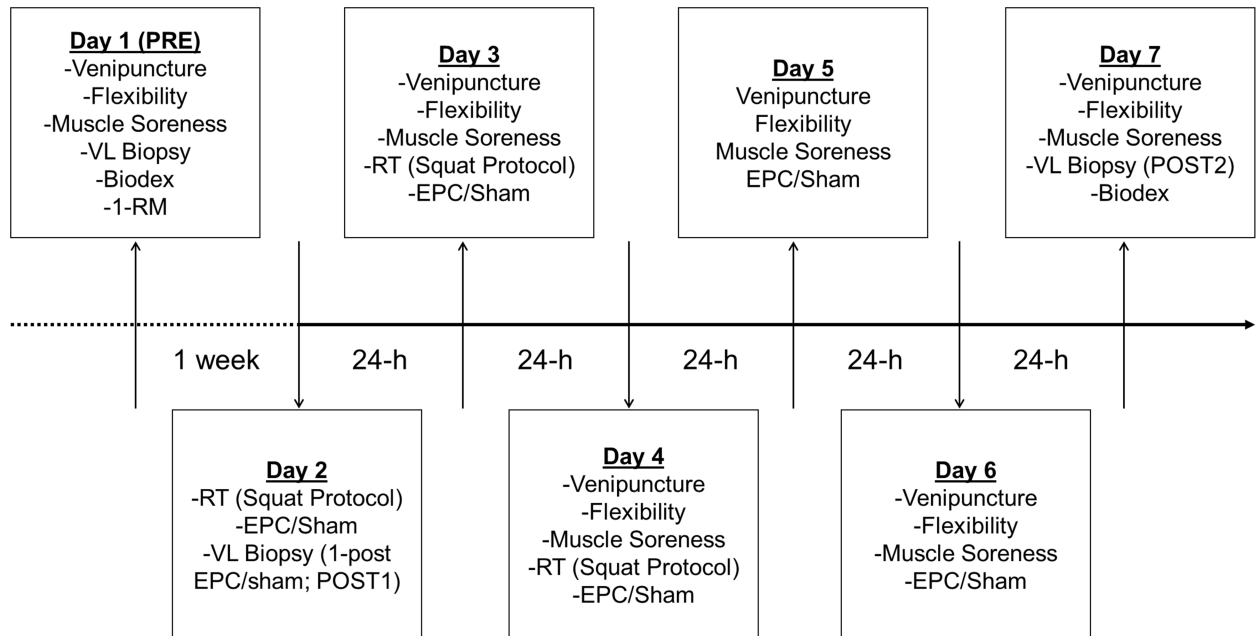 Day 1 (PRE)
-Venipuncture
-Flexibility
-Muscle Soreness
-VL Biopsy
-Biodex
-1-RM
Day 3
-Venipuncture
-Flexibility
-Muscle Soreness
-RT (Squat Protocol)
-EPC/Sham
Day 5
Venipuncture
Flexibility
Muscle Soreness
EPC/Sham
Day 7
-Venipuncture
-Flexibility
-Muscle Soreness
-VL Biopsy (POST2)
-Biodex
1 week
24-h
24-h
24-h
24-h
24-h
Day 2
-RT (Squat Protocol)
-EPC/Sham
-VL Biopsy (1-post
EPC/sham; POST1)
Day 4
-Venipuncture
-Flexibility
-Muscle Soreness
-RT (Squat Protocol)
-EPC/Sham
Day 6
-Venipuncture
-Flexibility
-Muscle Soreness
-EPC/Sham